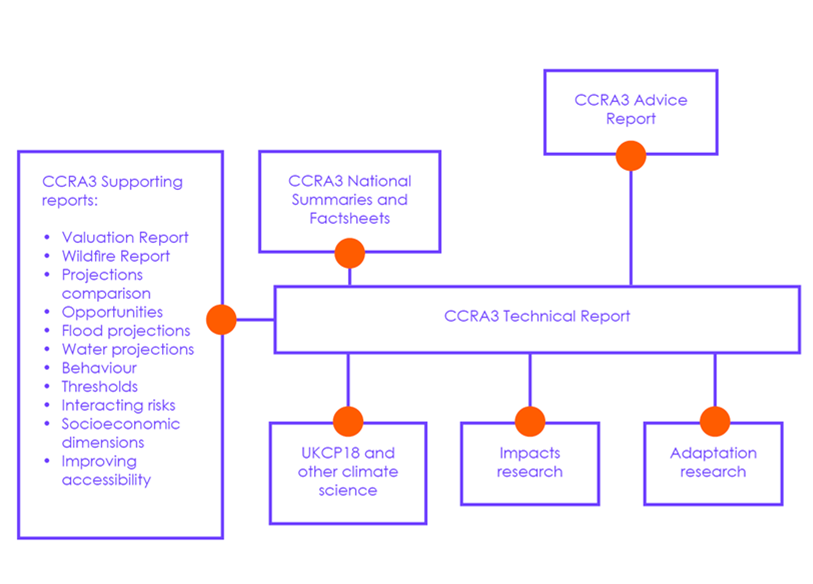 CCRA3 Advice
Report
CCRA3 Supporting
reports:
• Valuation Report
• Wildfire Report
• Projections
comparison
• Opportunities
• Flood projections
• Water projections
• Behaviour
• Thresholds
• Interacting risks
• Socioeconomic
dimensions
• Improving
accessibility
CCRA3 National
Summaries and
Factsheets
CCRA3 Technical Report
UKCP18 and
other climate
science
Impacts
research
Adaptation
research